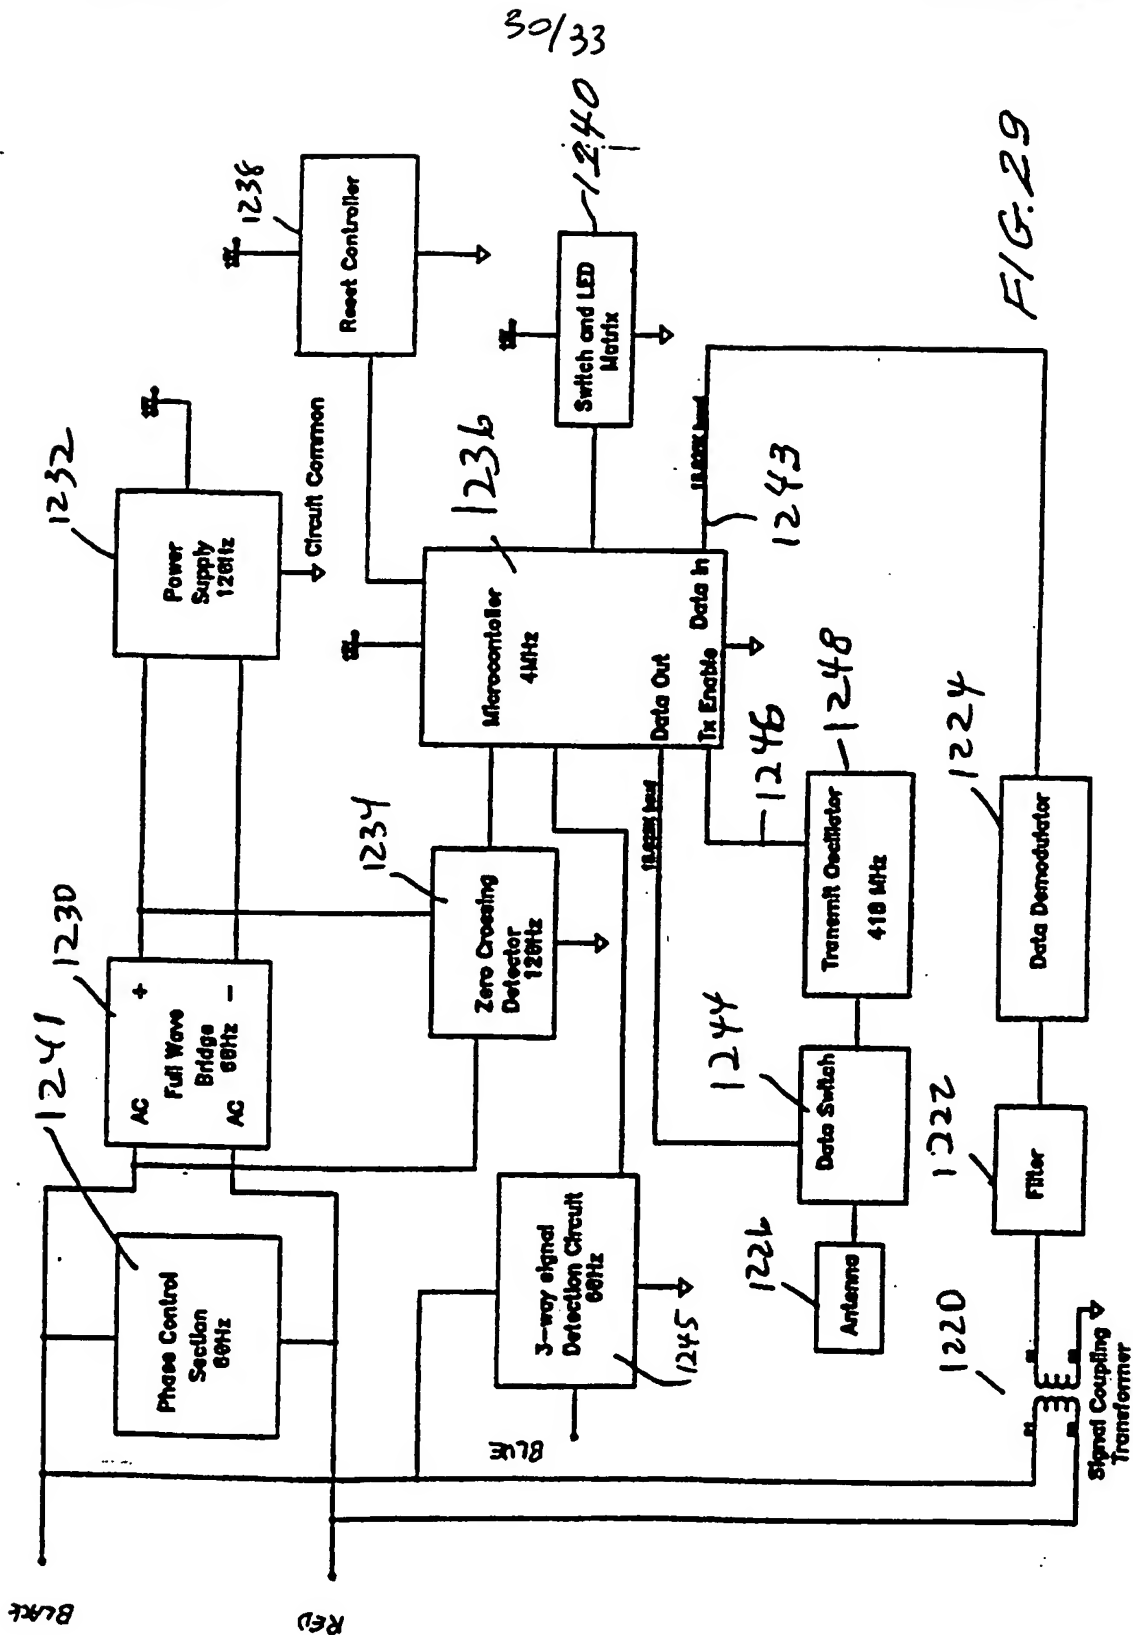 30/33
1238
Reset Controller
1240
Switch and LED
Matrix
FIG. 29
1232
Power
Supply
120Hz
Circuit Common
1236
Microcontoller
4MHz
Data Out
Tx Enable
Data In
1243
1234
Zero Crossing
Detector
120Hz
1246
1248
Transmit Oscillator
418 MHz
1224
Data Demodulator
1230
+
−
Full Wave
Bridge
60Hz
AC
AC
1241
Phase Control
Section
60Hz
1244
Data Switch
1222
Filter
3-way signal
Detection Circuit
60Hz
1245
1226
Antenna
1220
Signal Coupling
Transformer
BLUE
BLACK
RED